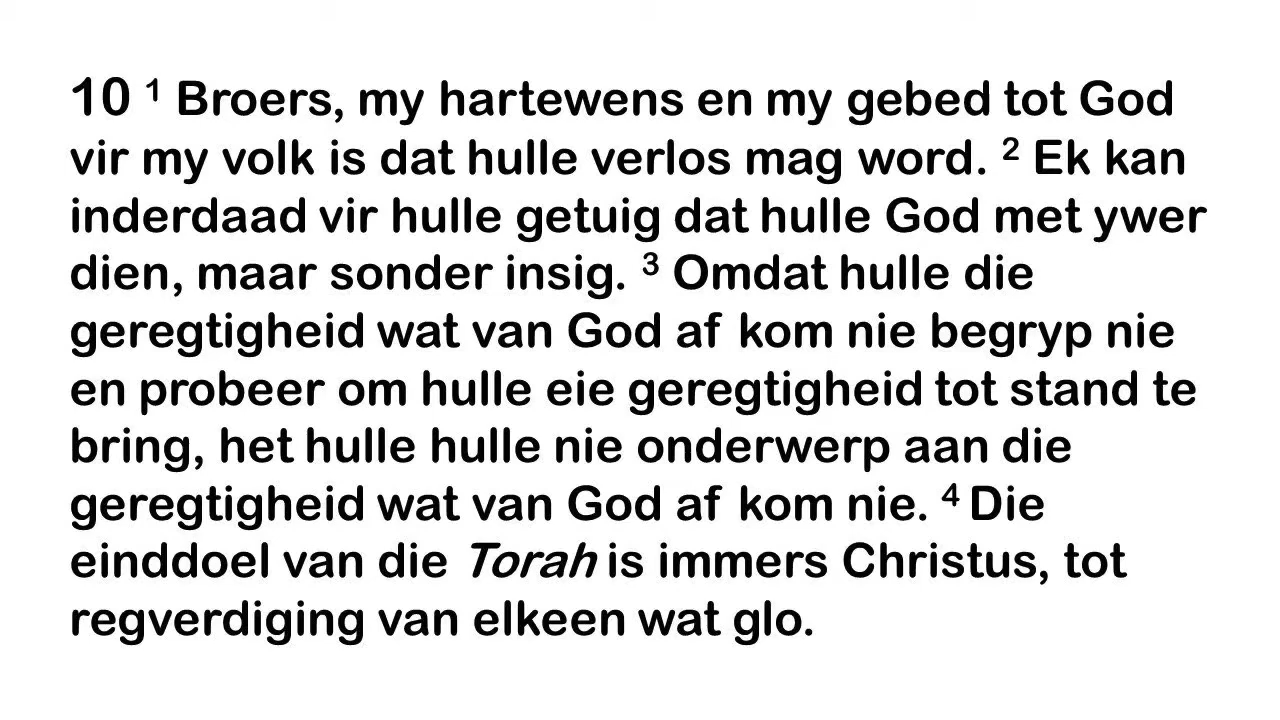 10 ¹ Broers, my hartewens en my gebed tot God
vir my volk is dat hulle verlos mag word. ² Ek kan
inderdaad vir hulle getuig dat hulle God met ywer
dien, maar sonder insig. ³ Omdat hulle die
geregtigheid wat van God af kom nie begryp nie
en probeer om hulle eie geregtigheid tot stand te
bring, het hulle hulle nie onderwerp aan die
geregtigheid wat van God af kom nie. ⁴ Die
einddoel van die Torah is immers Christus, tot
regverdiging van elkeen wat glo.